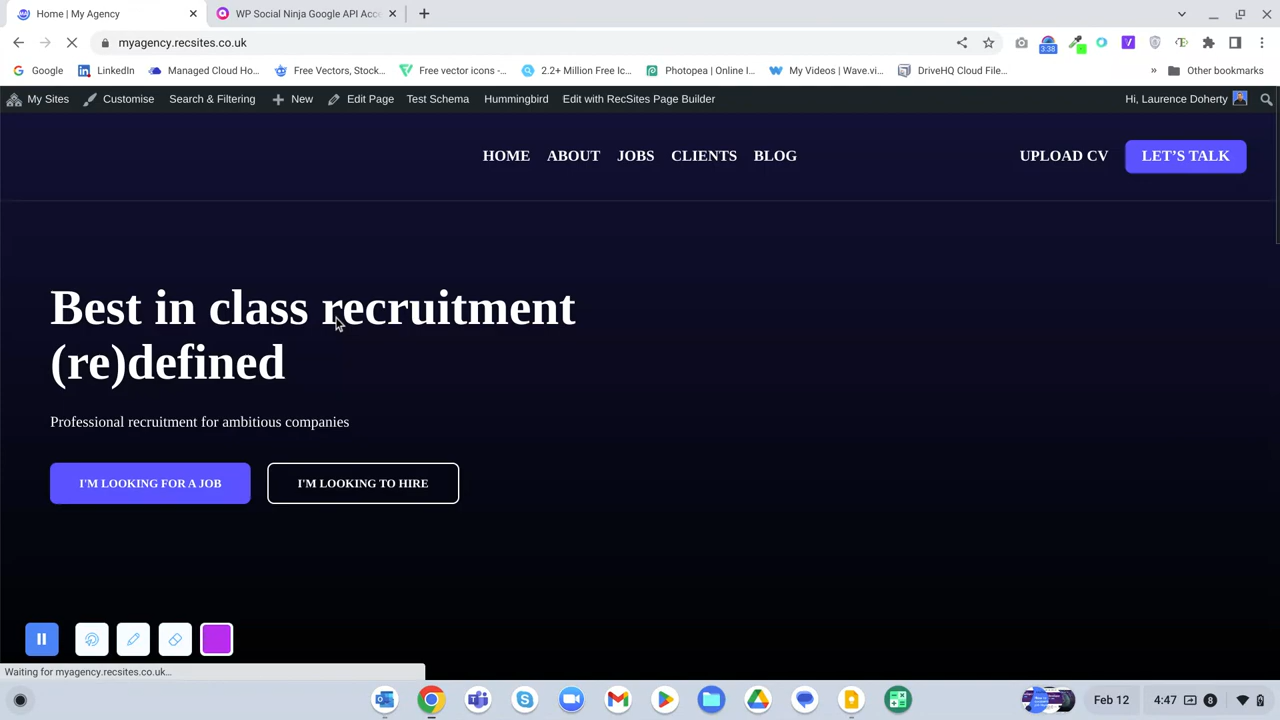 Home | My Agency
WP Social Ninja Google API Acc
myagency.recsites.co.uk
3:38
Google
LinkedIn
Managed Cloud Ho...
Free Vectors, Stock...
Free vector icons -...
2.2+ Million Free Ic...
Photopea | Online I...
My Videos | Wave.vi...
DriveHQ Cloud File...
»
Other bookmarks
My Sites
Customise
Search & Filtering
New
Edit Page
Test Schema
Hummingbird
Edit with RecSites Page Builder
Hi, Laurence Doherty
HOME
ABOUT
JOBS
CLIENTS
BLOG
UPLOAD CV
LET'S TALK
Best in class recruitment
(re)defined
Professional recruitment for ambitious companies
I'M LOOKING FOR A JOB
I'M LOOKING TO HIRE
Waiting for myagency.recsites.co.uk...
Feb 12
4:47
8